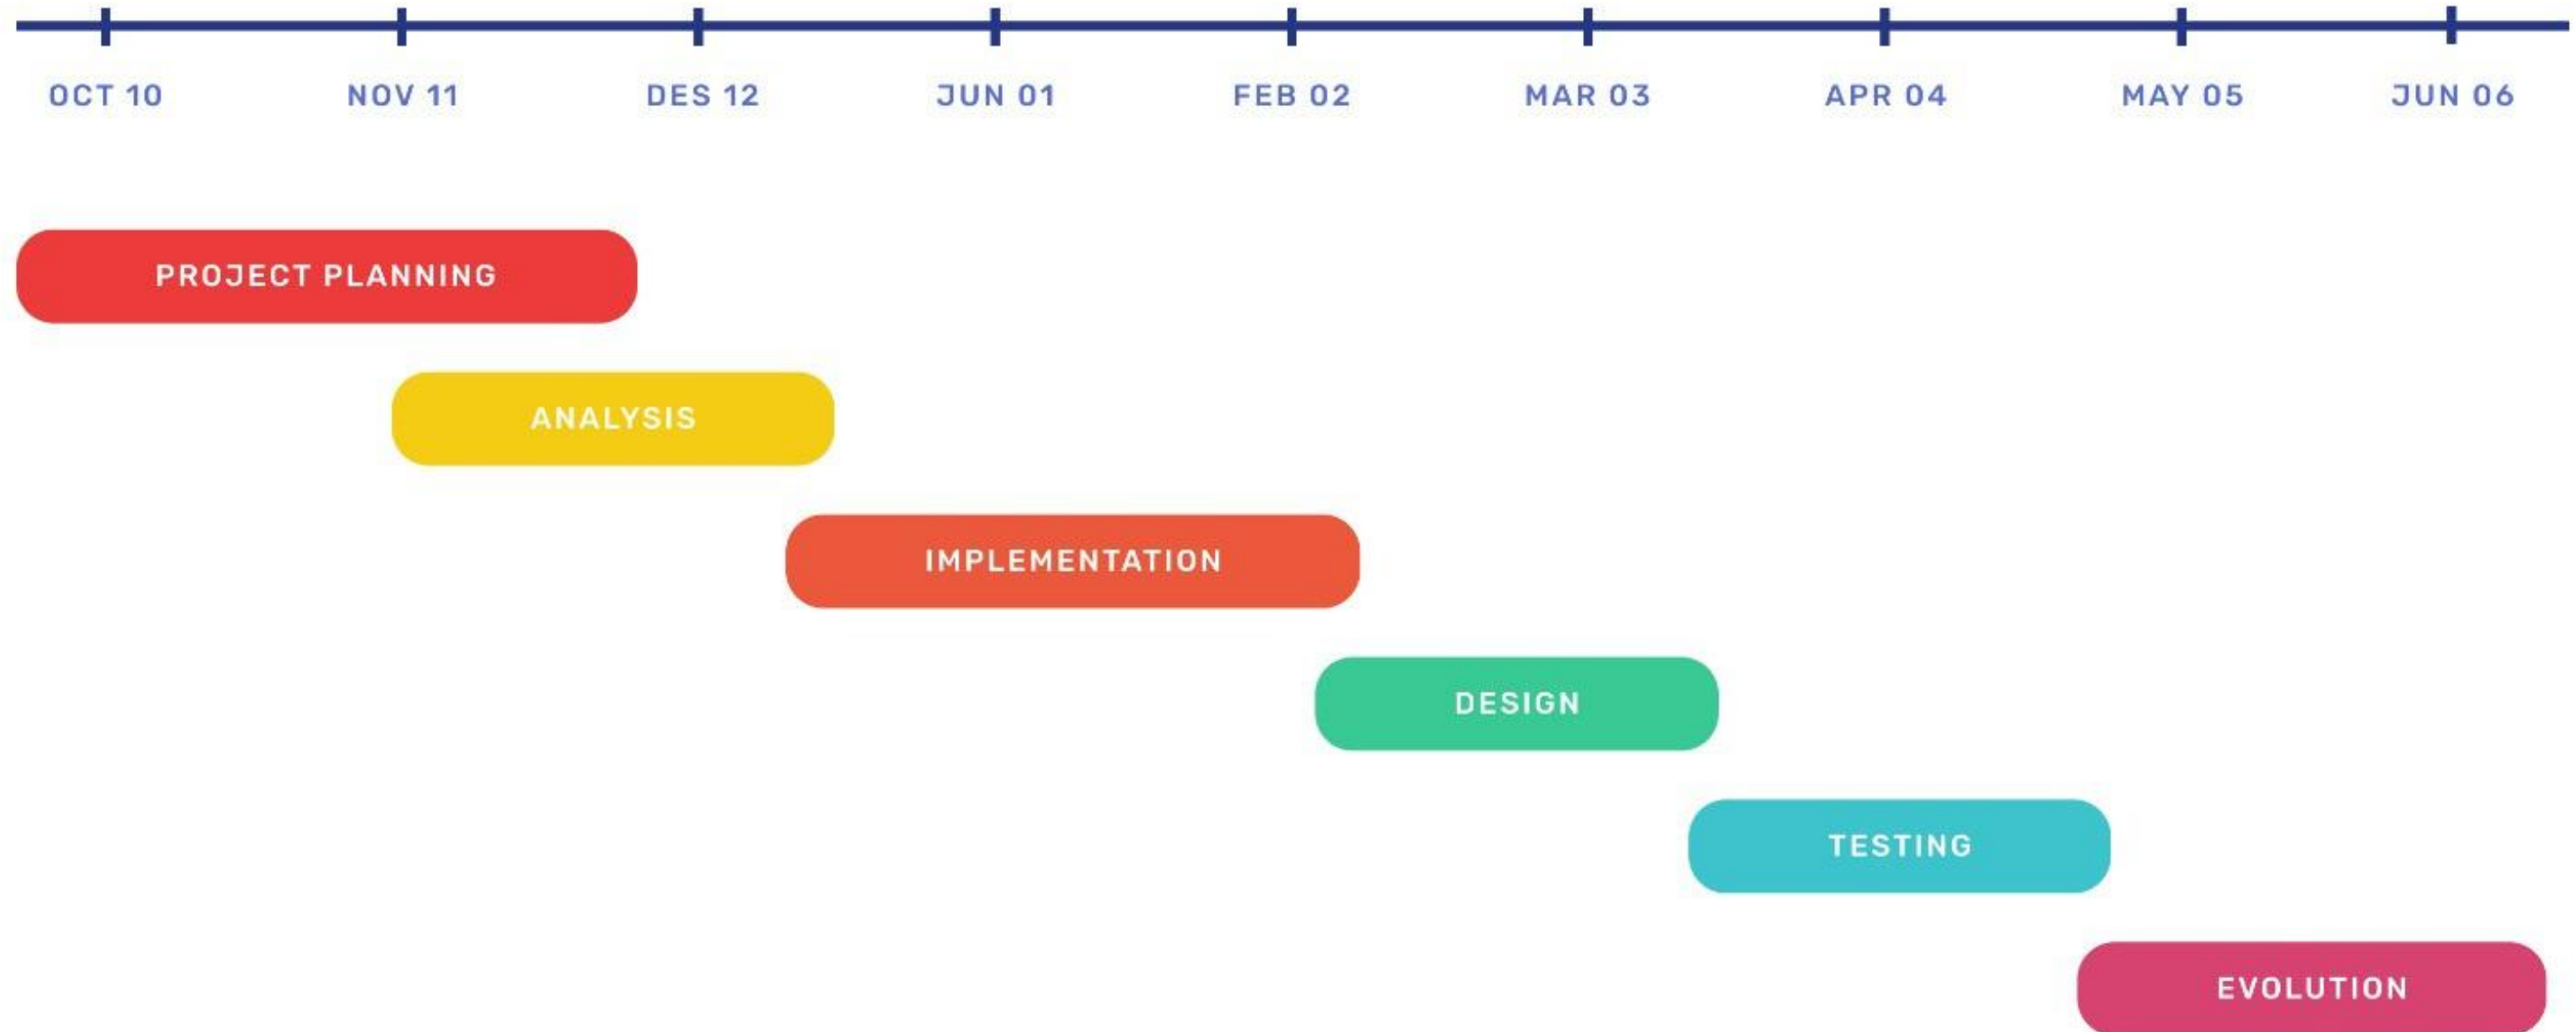 OCT 10 NOV 11 DES 12 JUN 01 FEB 02 MAR 03 APR 04 MAY 05 JUN 06
PROJECT PLANNING
ANALYSIS
IMPLEMENTATION
DESIGN
TESTING
EVOLUTION